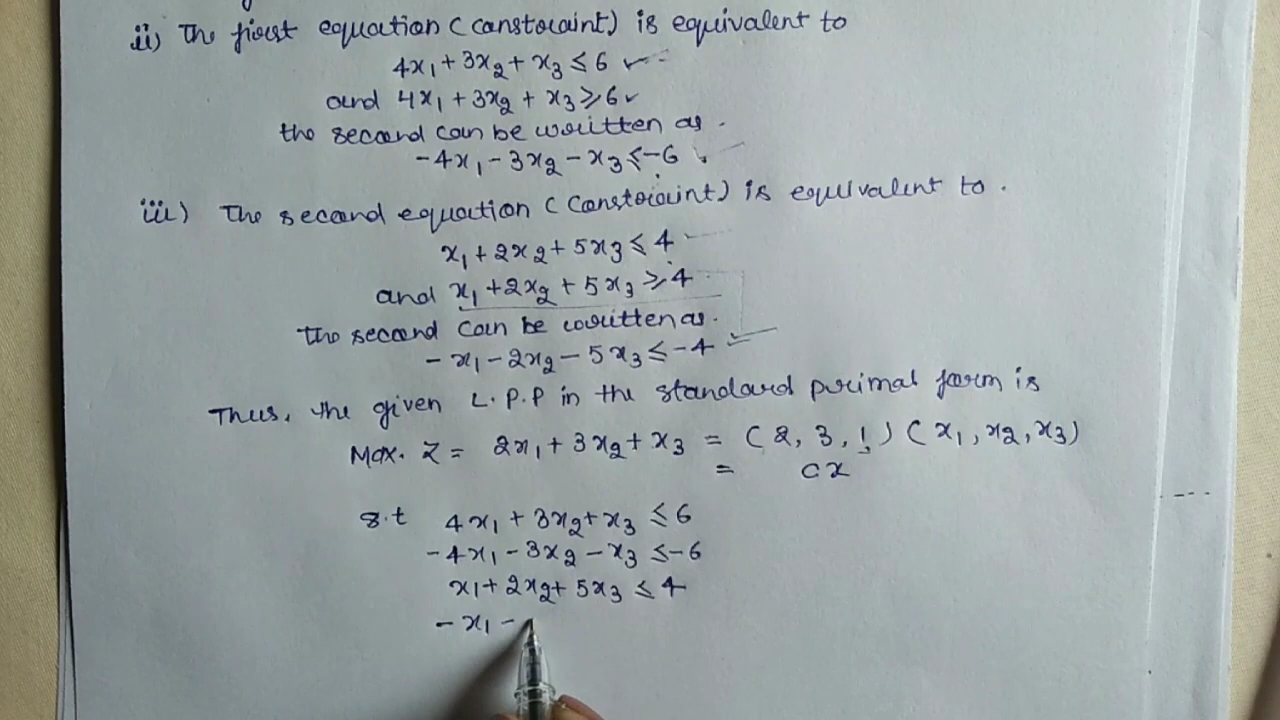 ii) The first equation (constraint) is equivalent to
4x₁ + 3x₂ + x₃ ≤ 6 ✓
and 4x₁ + 3x₂ + x₃ ≥ 6 ✓
the second can be written as.
-4x₁ - 3x₂ - x₃ ≤ -6
iii) The second equation (constraint) is equivalent to.
x₁ + 2x₂ + 5x₃ ≤ 4
and x₁ + 2x₂ + 5x₃ ≥ 4
the second can be written as.
- x₁ - 2x₂ - 5x₃ ≤ -4
Thus, the given L.P.P in the standard primal form is
Max. Z = 2x₁ + 3x₂ + x₃ = (2, 3, 1) (x₁, x₂, x₃)
= cx
s.t 4x₁ + 3x₂ + x₃ ≤ 6
-4x₁ - 3x₂ - x₃ ≤ -6
x₁ + 2x₂ + 5x₃ ≤ 4
- x₁ -